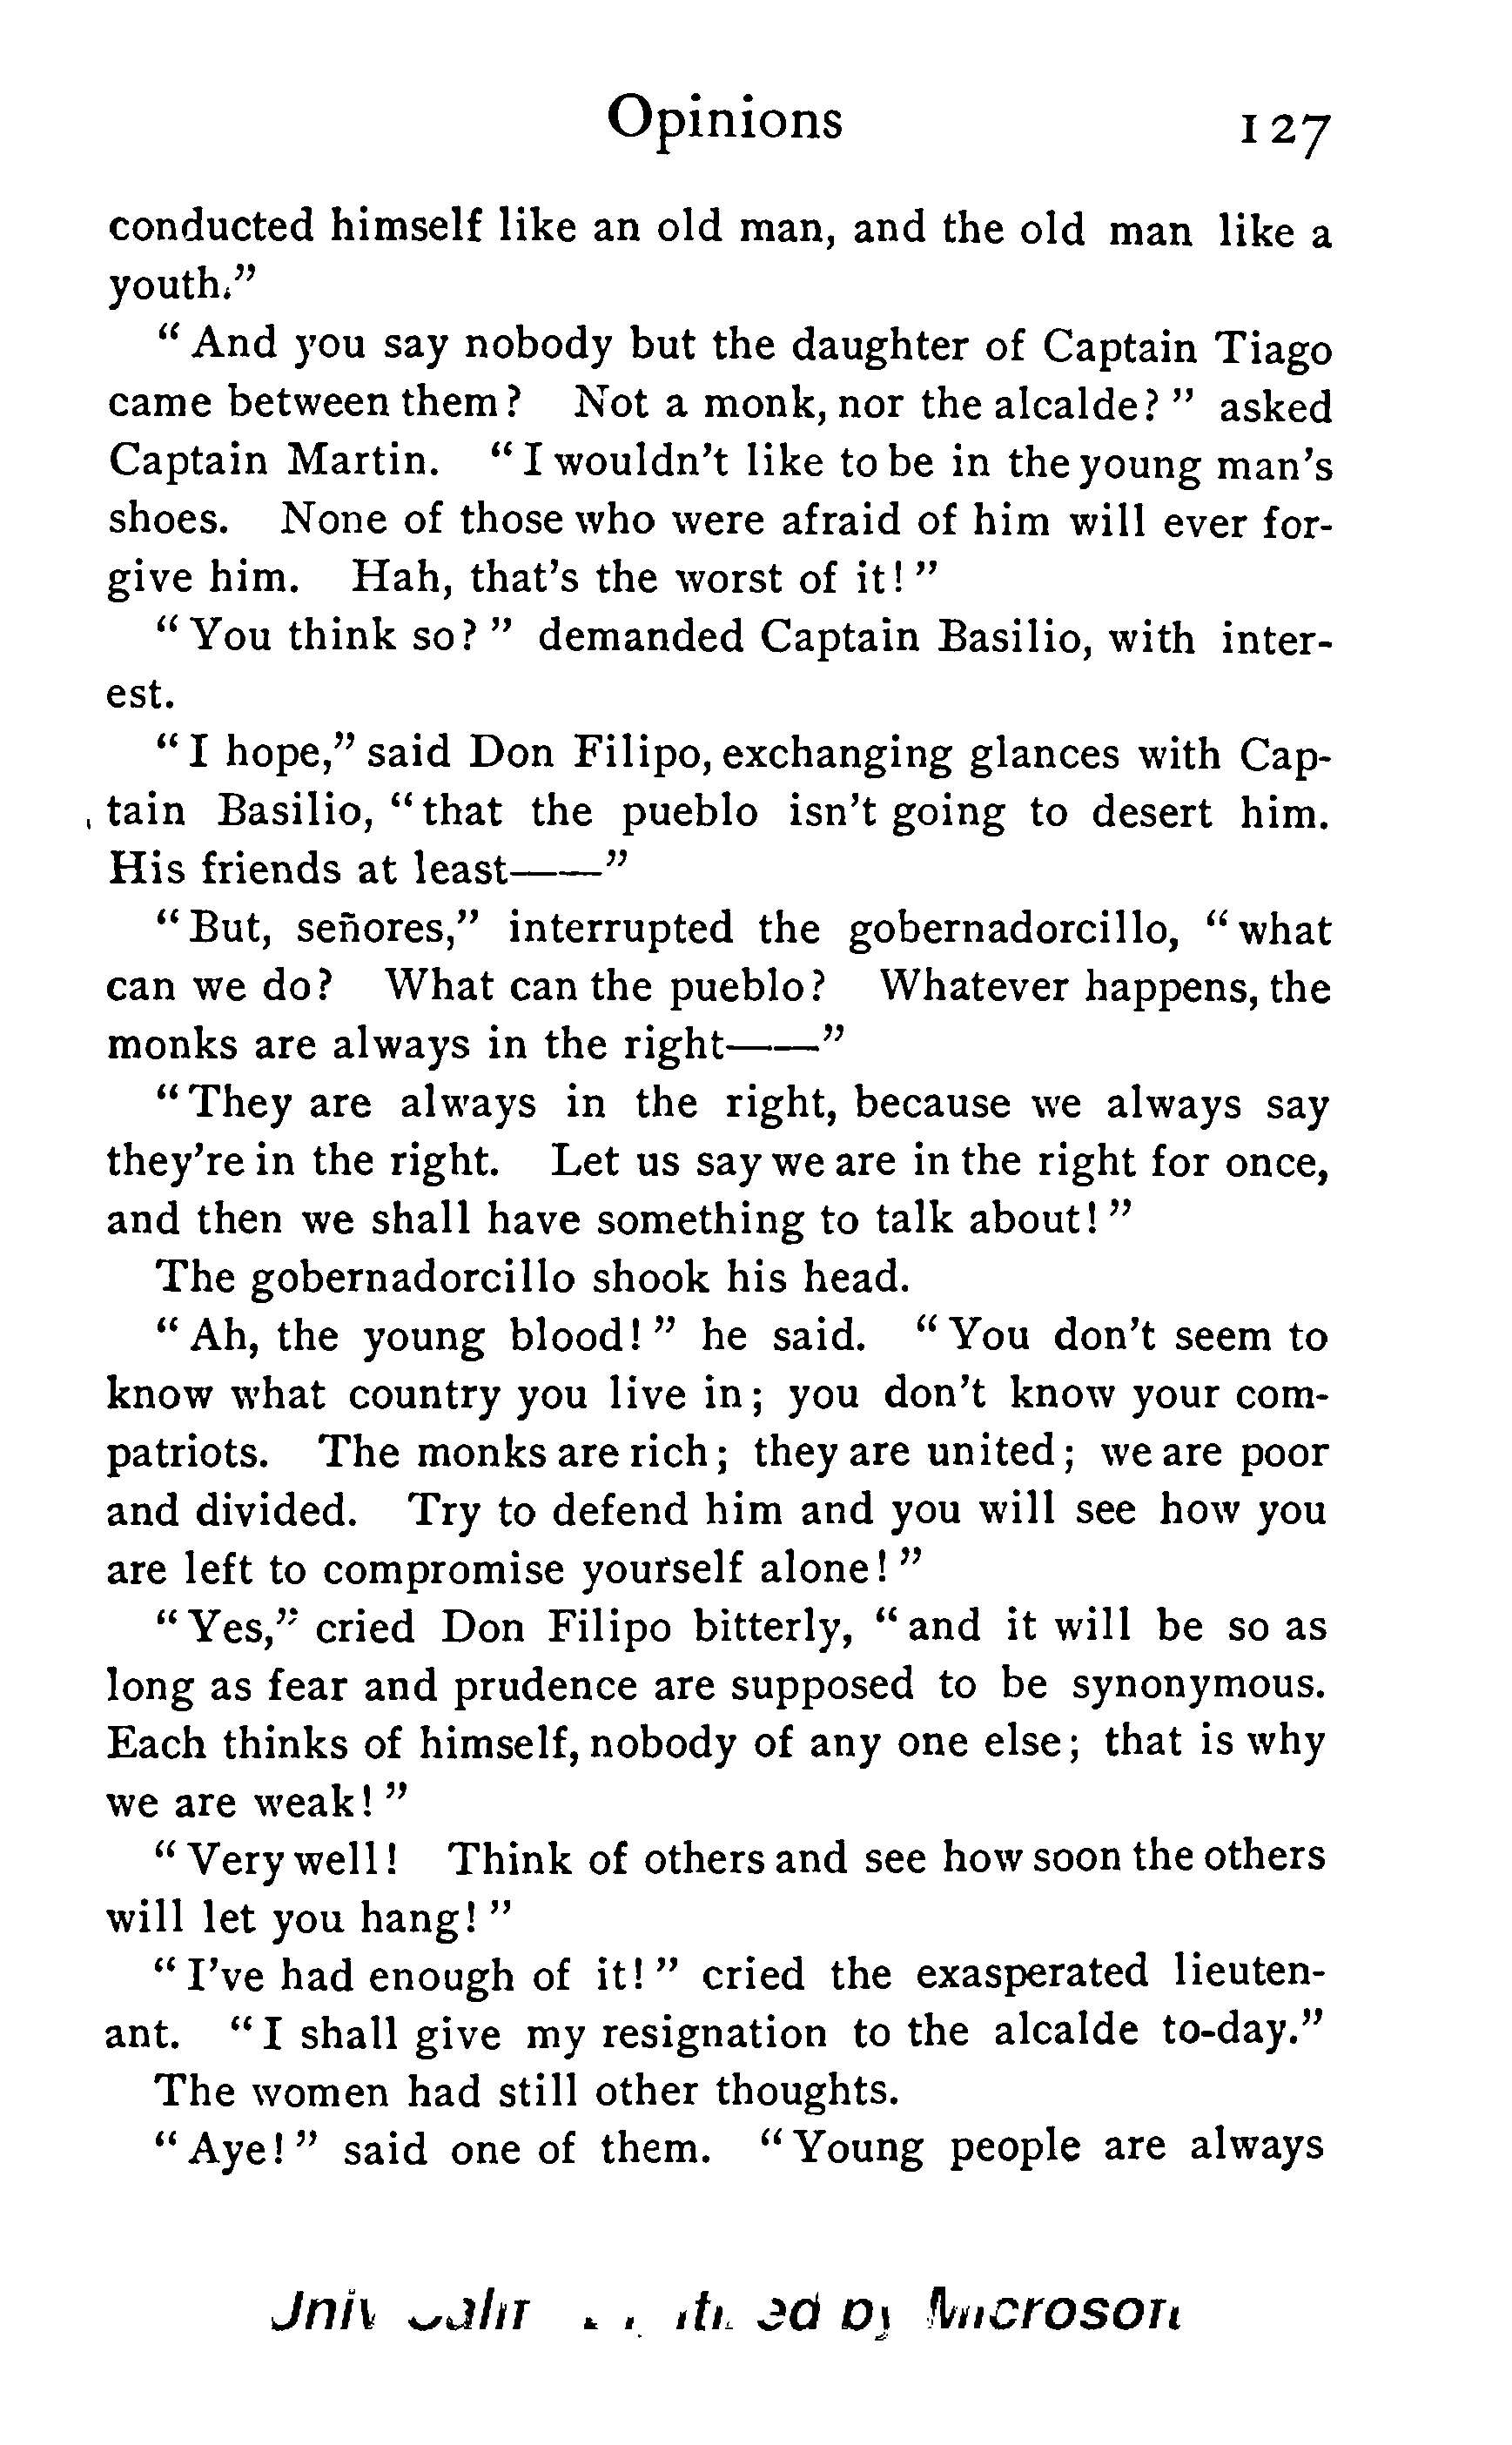 Opinions 127
conducted himself like an old man, and the old man like a
youth."
"And you say nobody but the daughter of Captain Tiago
came between them? Not a monk, nor the alcalde?" asked
Captain Martin. "I wouldn't like to be in the young man's
shoes. None of those who were afraid of him will ever for-
give him. Hah, that's the worst of it!"
"You think so?" demanded Captain Basilio, with inter-
est.
"I hope," said Don Filipo, exchanging glances with Cap-
tain Basilio, "that the pueblo isn't going to desert him.
His friends at least——"
"But, señores," interrupted the gobernadorcillo, "what
can we do? What can the pueblo? Whatever happens, the
monks are always in the right——"
"They are always in the right, because we always say
they're in the right. Let us say we are in the right for once,
and then we shall have something to talk about!"
The gobernadorcillo shook his head.
"Ah, the young blood!" he said. "You don't seem to
know what country you live in; you don't know your com-
patriots. The monks are rich; they are united; we are poor
and divided. Try to defend him and you will see how you
are left to compromise yourself alone!"
"Yes," cried Don Filipo bitterly, "and it will be so as
long as fear and prudence are supposed to be synonymous.
Each thinks of himself, nobody of any one else; that is why
we are weak!"
"Very well! Think of others and see how soon the others
will let you hang!"
"I've had enough of it!" cried the exasperated lieuten-
ant. "I shall give my resignation to the alcalde to-day."
The women had still other thoughts.
"Aye!" said one of them. "Young people are always